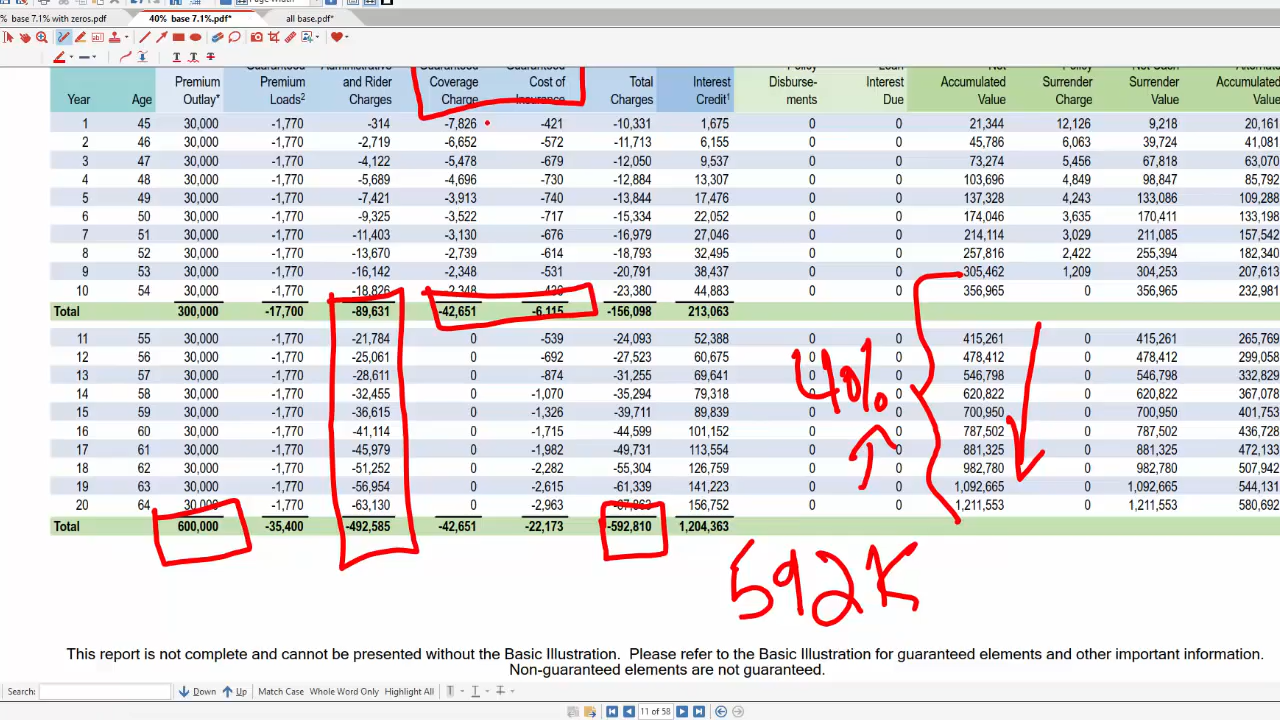 % base 7.1% with zeros.pdf 40% base 7.1%.pdf* all base.pdf*
Premium Premium and Rider Coverage Cost of Total Interest Disburse- Interest Accumulated Surrender Surrender Accumulated
Year Age Outlay¹ Loads² Charges Charge Insurance Charges Credit¹ ments Due Value Charge Value Value
1 45 30,000 -1,770 -314 -7,826 -421 -10,331 1,675 0 0 21,344 12,126 9,218 20,161
2 46 30,000 -1,770 -2,719 -6,652 -572 -11,713 6,155 0 0 45,786 6,063 39,724 41,081
3 47 30,000 -1,770 -4,122 -5,478 -679 -12,050 9,537 0 0 73,274 5,456 67,818 63,070
4 48 30,000 -1,770 -5,689 -4,696 -730 -12,884 13,307 0 0 103,696 4,849 98,847 85,792
5 49 30,000 -1,770 -7,421 -3,913 -740 -13,844 17,476 0 0 137,328 4,243 133,086 109,288
6 50 30,000 -1,770 -9,325 -3,522 -717 -15,334 22,052 0 0 174,046 3,635 170,411 133,198
7 51 30,000 -1,770 -11,403 -3,130 -676 -16,979 27,046 0 0 214,114 3,029 211,085 157,542
8 52 30,000 -1,770 -13,670 -2,739 -614 -18,793 32,495 0 0 257,816 2,422 255,394 182,340
9 53 30,000 -1,770 -16,142 -2,348 -531 -20,791 38,437 0 0 305,462 1,209 304,253 207,613
10 54 30,000 -1,770 -18,826 -2,348 -23,380 44,883 0 0 356,965 0 356,965 232,981
Total 300,000 -17,700 -89,631 -42,651 -6,115 -156,098 213,063
11 55 30,000 -1,770 -21,784 0 -539 -24,093 52,388 0 0 415,261 0 415,261 265,769
12 56 30,000 -1,770 -25,061 0 -692 -27,523 60,675 0 0 478,412 0 478,412 299,058
13 57 30,000 -1,770 -28,611 0 -874 -31,255 69,641 0 0 546,798 0 546,798 332,829
14 58 30,000 -1,770 -32,455 0 -1,070 -35,294 79,318 0 0 620,822 0 620,822 367,078
15 59 30,000 -1,770 -36,615 0 -1,326 -39,711 89,839 0 0 700,950 0 700,950 401,753
16 60 30,000 -1,770 -41,114 0 -1,715 -44,599 101,152 0 0 787,502 0 787,502 436,728
17 61 30,000 -1,770 -45,979 0 -1,982 -49,731 113,554 0 0 881,325 0 881,325 472,133
18 62 30,000 -1,770 -51,252 0 -2,282 -55,304 126,759 0 0 982,780 0 982,780 507,942
19 63 30,000 -1,770 -56,954 0 -2,615 -61,339 141,223 0 0 1,092,665 0 1,092,665 544,131
20 64 30,000 -1,770 -63,130 0 -2,963 -67,863 156,752 0 0 1,211,553 0 1,211,553 580,692
Total 600,000 -35,400 -492,585 -42,651 -22,173 -592,810 1,204,363
40%
592K
This report is not complete and cannot be presented without the Basic Illustration. Please refer to the Basic Illustration for guaranteed elements and other important information.
Non-guaranteed elements are not guaranteed.
Search: Down Up Match Case Whole Word Only Highlight All
11 of 58